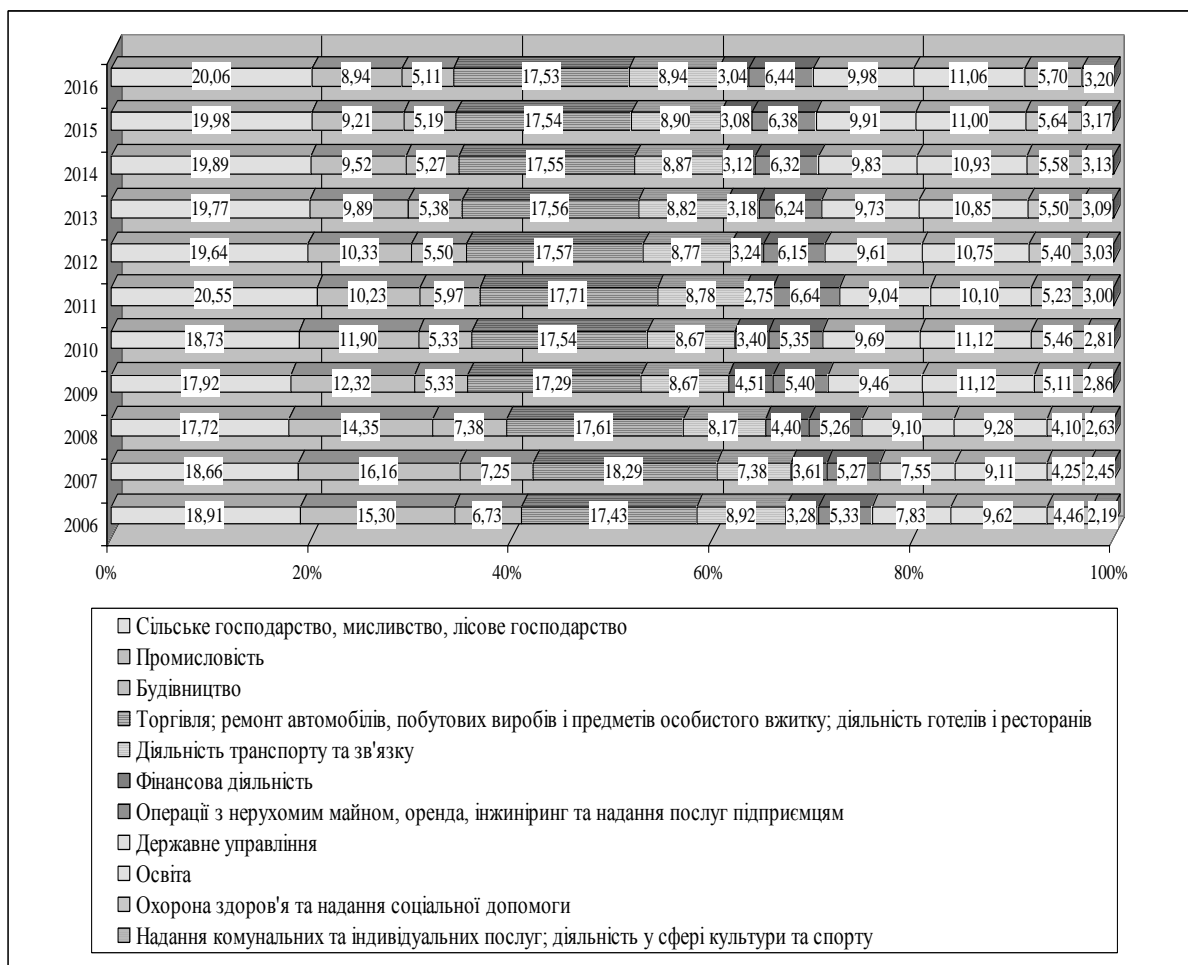 20,06 8,94 5,11 17,53 8,94 3,04 6,44 9,98 11,06 5,70 3,20
2016
19,98 9,21 5,19 17,54 8,90 3,08 6,38 9,91 11,00 5,64 3,17
2015
19,89 9,52 5,27 17,55 8,87 3,12 6,32 9,83 10,93 5,58 3,13
2014
19,77 9,89 5,38 17,56 8,82 3,18 6,24 9,73 10,85 5,50 3,09
2013
19,64 10,33 5,50 17,57 8,77 3,24 6,15 9,61 10,75 5,40 3,03
2012
20,55 10,23 5,97 17,71 8,78 2,75 6,64 9,04 10,10 5,23 3,00
2011
18,73 11,90 5,33 17,54 8,67 3,40 5,35 9,69 11,12 5,46 2,81
2010
17,92 12,32 5,33 17,29 8,67 4,51 5,40 9,46 11,12 5,11 2,86
2009
17,72 14,35 7,38 17,61 8,17 4,40 5,26 9,10 9,28 4,10 2,63
2008
18,66 16,16 7,25 18,29 7,38 3,61 5,27 7,55 9,11 4,25 2,45
2007
18,91 15,30 6,73 17,43 8,92 3,28 5,33 7,83 9,62 4,46 2,19
2006
0% 20% 40% 60% 80% 100%
Сільське господарство, мисливство, лісове господарство
Промисловість
Будівництво
Торгівля; ремонт автомобілів, побутових виробів і предметів особистого вжитку; діяльність готелів і ресторанів
Діяльність транспорту та зв'язку
Фінансова діяльність
Операції з нерухомим майном, оренда, інжиніринг та надання послуг підприємцям
Державне управління
Освіта
Охорона здоров'я та надання соціальної допомоги
Надання комунальних та індивідуальних послуг; діяльність у сфері культури та спорту